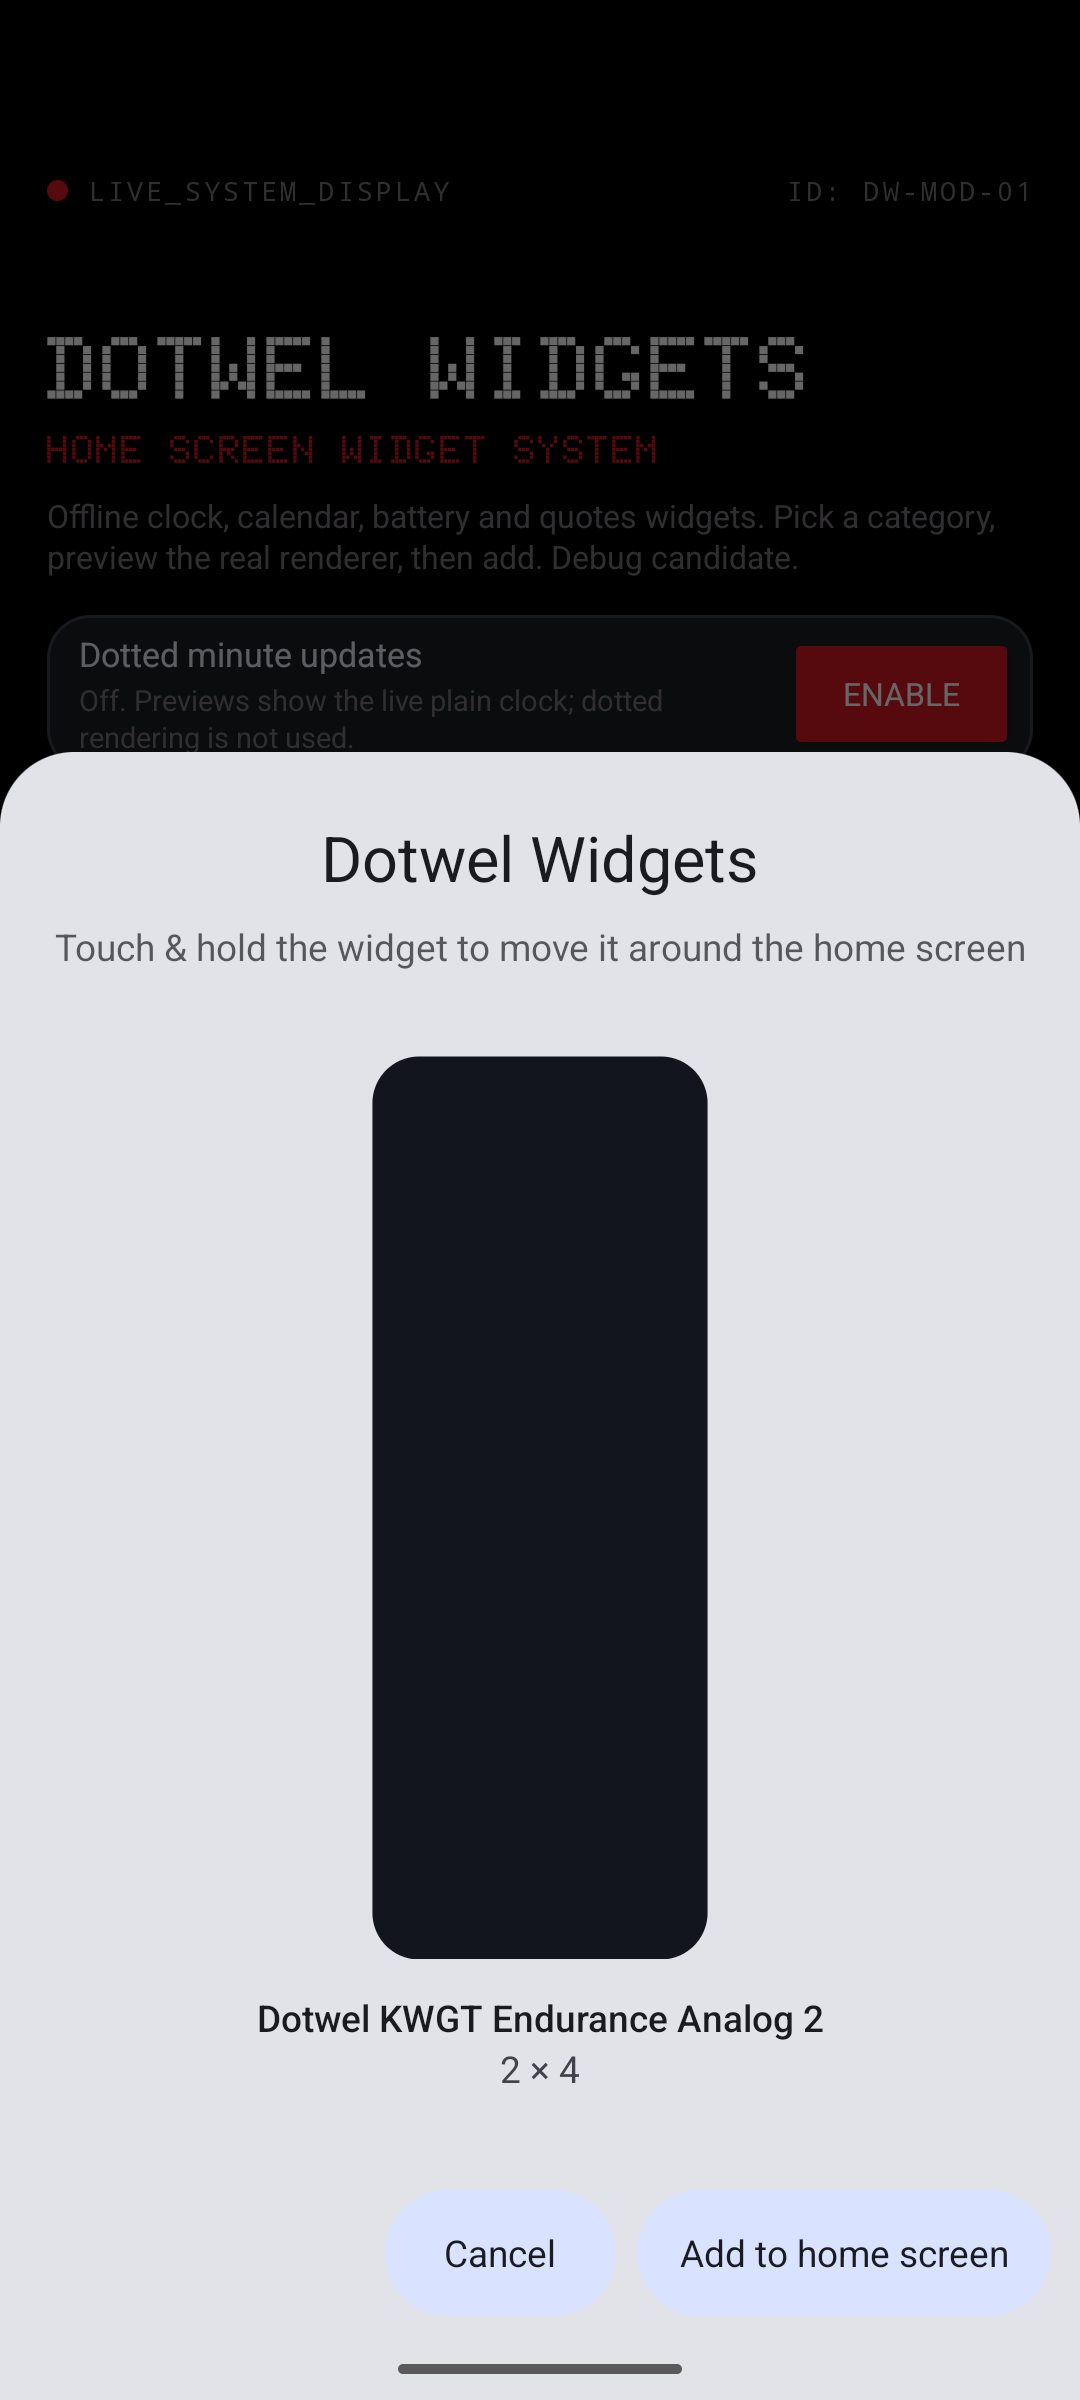 LIVE_SYSTEM_DISPLAY
ID: DW-MOD-01
DOTWEL WIDGETS
HOME SCREEN WIDGET SYSTEM
Offline clock, calendar, battery and quotes widgets. Pick a category,
preview the real renderer, then add. Debug candidate.
Dotted minute updates
Off. Previews show the live plain clock; dotted
rendering is not used.
ENABLE
Dotwel Widgets
Touch & hold the widget to move it around the home screen
Dotwel KWGT Endurance Analog 2
2 × 4
Cancel
Add to home screen